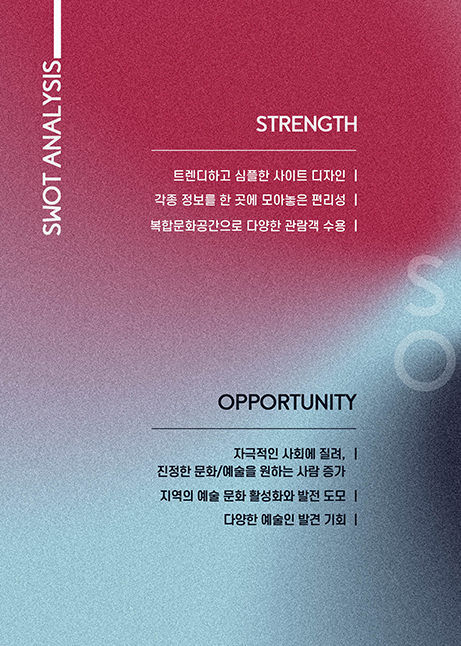 SWOT ANALYSIS
STRENGTH
트렌디하고 심플한 사이트 디자인
각종 정보를 한 곳에 모아놓은 편리성
복합문화공간으로 다양한 관람객 수용
S
O
OPPORTUNITY
자극적인 사회에 질려,
진정한 문화/예술을 원하는 사람 증가
지역의 예술 문화 활성화와 발전 도모
다양한 예술인 발견 기회